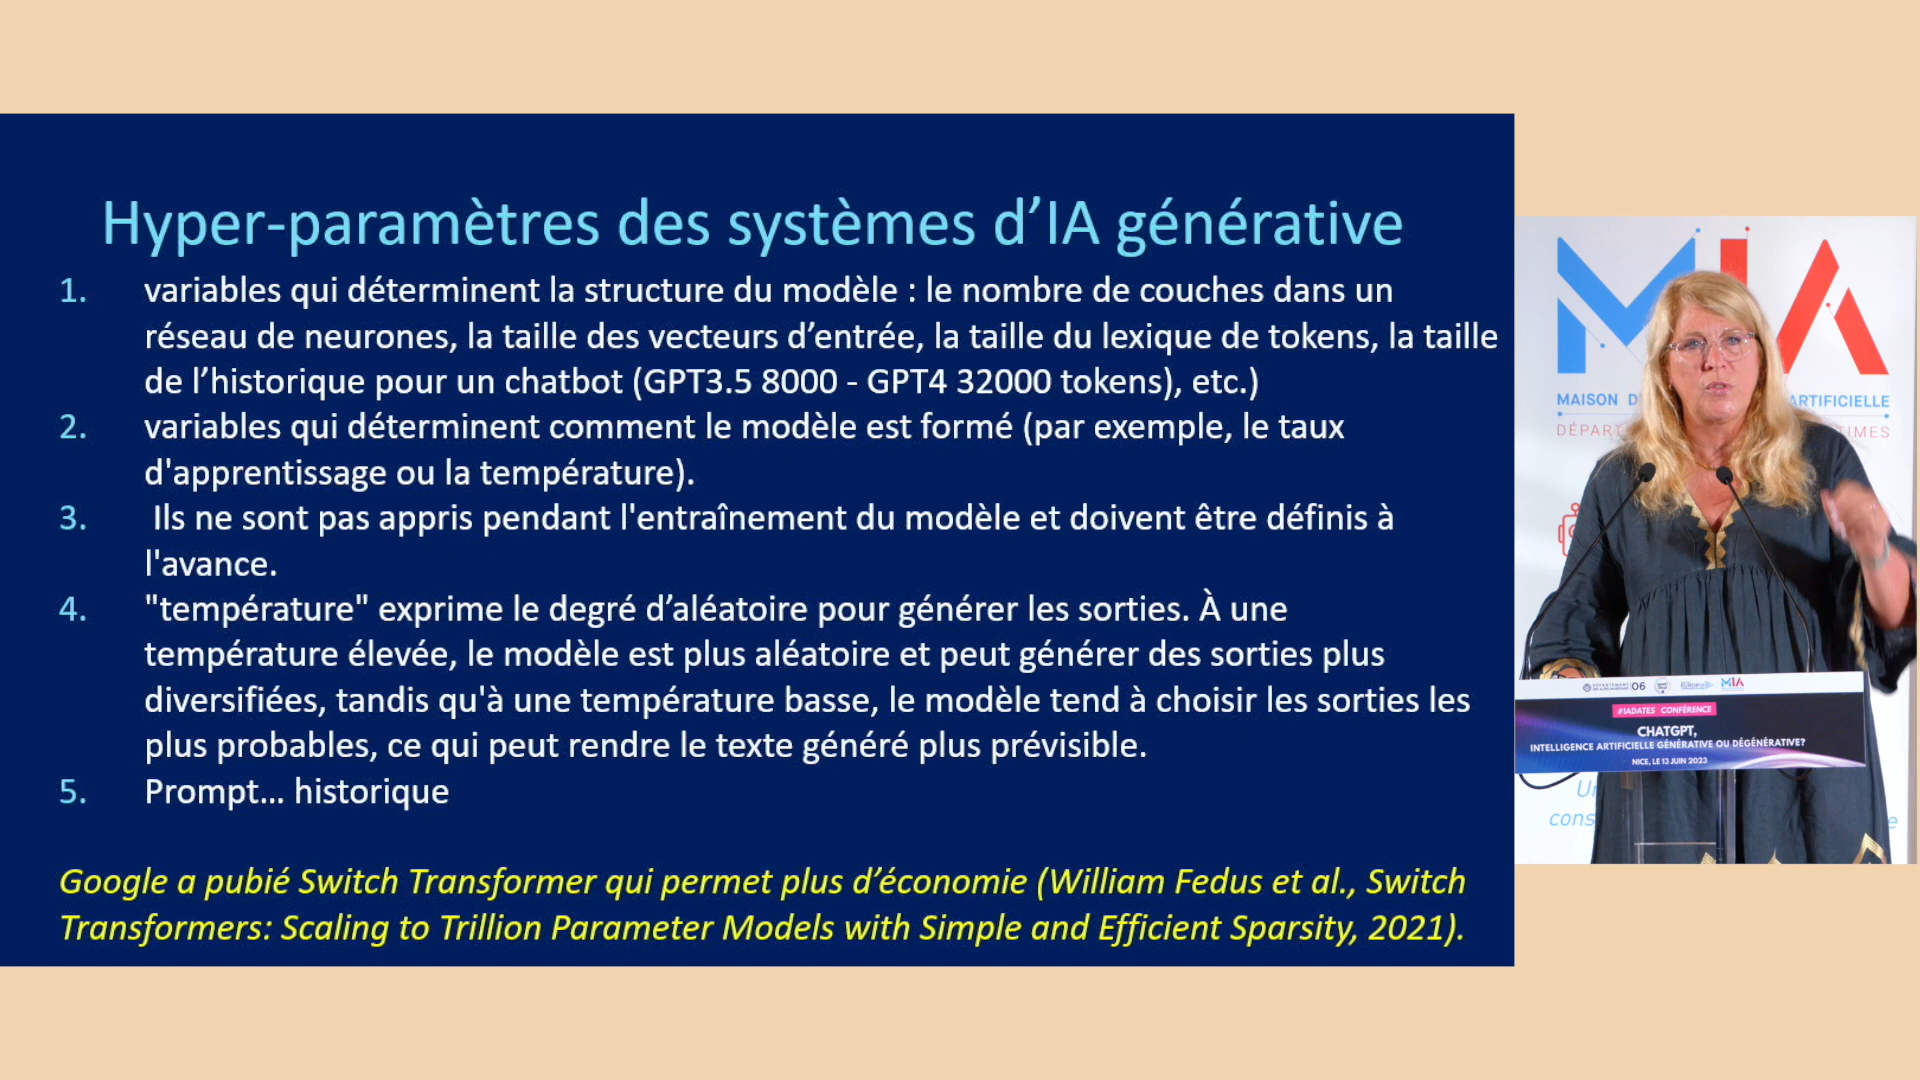 Hyper-paramètres des systèmes d’IA générative
1. variables qui déterminent la structure du modèle : le nombre de couches dans un
réseau de neurones, la taille des vecteurs d’entrée, la taille du lexique de tokens, la taille
de l’historique pour un chatbot (GPT3.5 8000 - GPT4 32000 tokens), etc.)
2. variables qui déterminent comment le modèle est formé (par exemple, le taux
d'apprentissage ou la température).
3. Ils ne sont pas appris pendant l'entraînement du modèle et doivent être définis à
l'avance.
4. "température" exprime le degré d’aléatoire pour générer les sorties. À une
température élevée, le modèle est plus aléatoire et peut générer des sorties plus
diversifiées, tandis qu'à une température basse, le modèle tend à choisir les sorties les
plus probables, ce qui peut rendre le texte généré plus prévisible.
5. Prompt... historique
Google a pubié Switch Transformer qui permet plus d’économie (William Fedus et al., Switch
Transformers: Scaling to Trillion Parameter Models with Simple and Efficient Sparsity, 2021).
MIA
MAISON D ARTIFICIELLE
DÉPART TIMES
06 MIA
#IADATES CONFÉRENCE
CHATGPT,
INTELLIGENCE ARTIFICIELLE GÉNÉRATIVE OU DÉGÉNÉRATIVE?
NICE, LE 13 JUIN 2023
cons